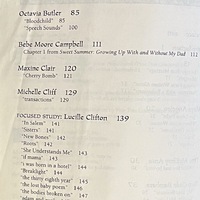 Octavia Butler 85
"Bloodchild" 85
"Speech Sounds" 100
Bebe Moore Campbell 111
Chapter 1 from Sweet Summer: Growing Up With and Without My Dad 112
Maxine Clair 120
"Cherry Bomb" 121
Michelle Cliff 129
"transactions" 129
FOCUSED STUDY: Lucille Clifton 139
"In Salem" 141
"Sisters" 141
"New Bones" 142
"Roots" 142
"She Understands Me" 143
"if mama" 143
"i was born in a hotel" 144
"Breaklight" 144
"the thirty eighth year" 145
"the lost baby poem" 146
"the bodies broken on" 147
"adam and